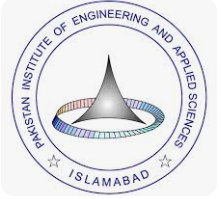 PAKISTAN INSTITUTE OF ENGINEERING AND APPLIED SCIENCES
ISLAMABAD